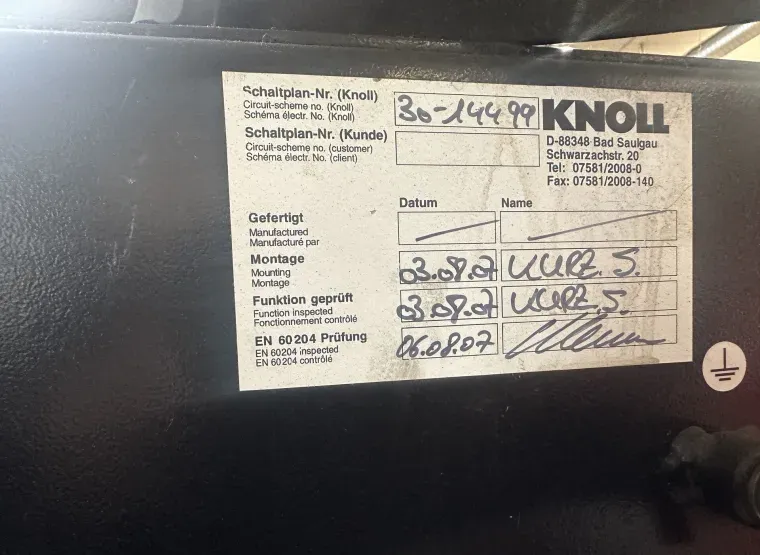 Schaltplan-Nr. (Knoll) 30-14499
Circuit-scheme no. (Knoll)
Schéma électr. No. (Knoll)
Schaltplan-Nr. (Kunde)
Circuit-scheme no. (customer)
Schéma électr. No. (client)
KNOLL
D-88348 Bad Saulgau
Schwarzachstr. 20
Tel: 07581/2008-0
Fax: 07581/2008-140
Datum Name
Gefertigt
Manufactured
Manufacturé par
Montage 03.08.07 KURZ. S.
Mounting
Montage
Funktion geprüft 03.08.07 KURZ. S.
Function inspected
Fonctionnement contrôlé
EN 60204 Prüfung 06.08.07
EN 60204 inspected
EN 60204 contrôlé